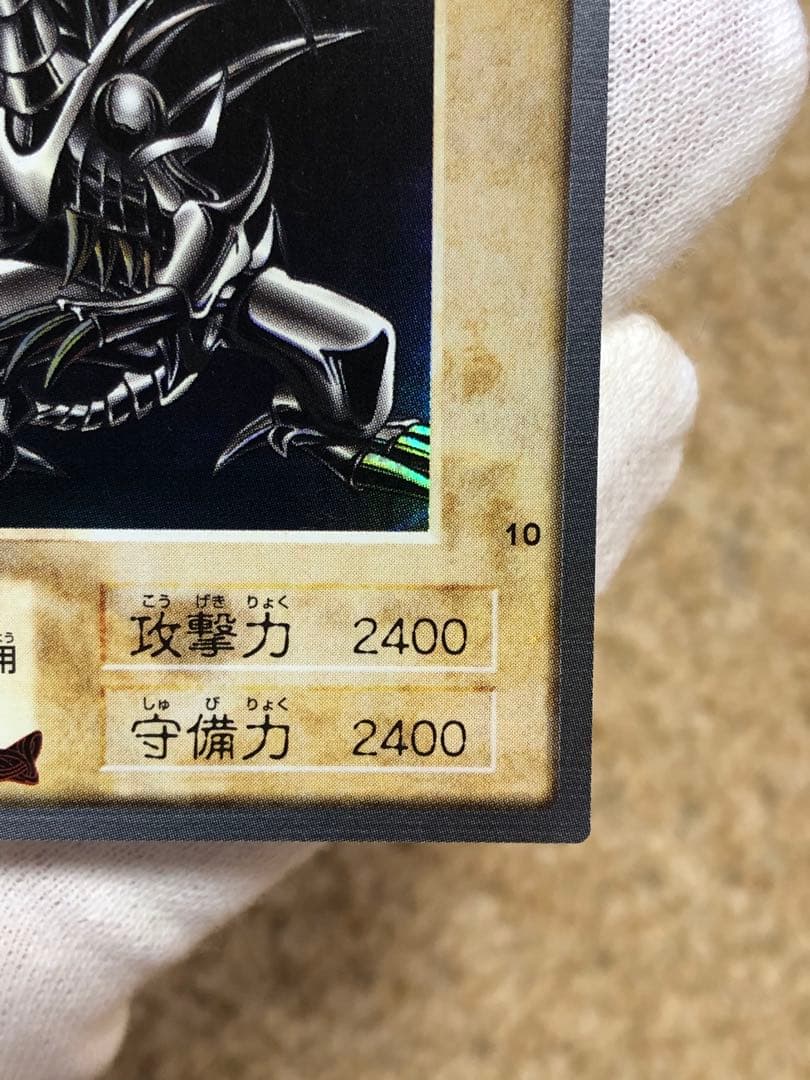 10
こう げき りょく
攻撃力 2400
用
しゅ び りょく
守備力 2400